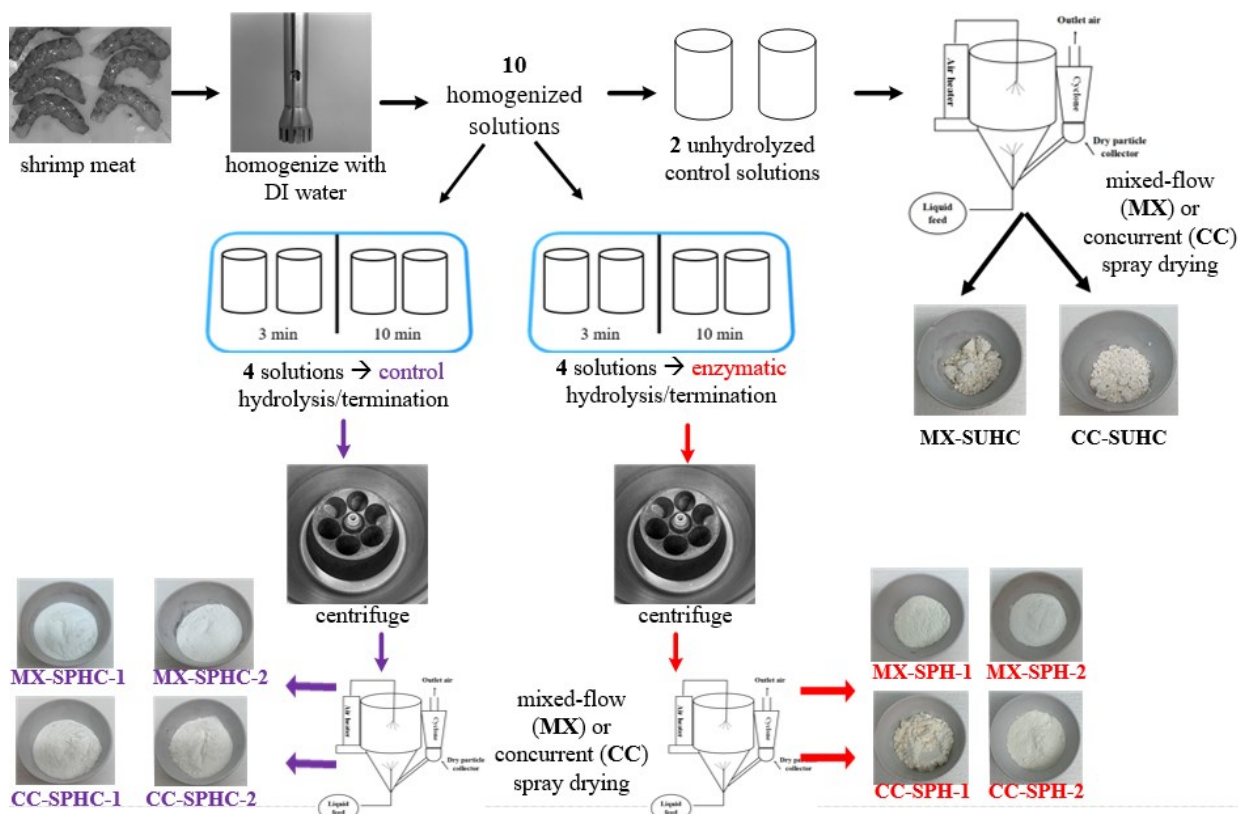 shrimp meat
homogenize with
DI water
10
homogenized
solutions
2 unhydrolyzed
control solutions
Air heater
Outlet air
Cyclone
Dry particle
collector
Liquid
feed
mixed-flow
(MX) or
concurrent (CC)
spray drying
MX-SUHC
CC-SUHC
3 min
10 min
4 solutions → control
hydrolysis/termination
3 min
10 min
4 solutions → enzymatic
hydrolysis/termination
centrifuge
centrifuge
MX-SPHC-1
MX-SPHC-2
CC-SPHC-1
CC-SPHC-2
Air heater
Outlet air
Cyclone
Dry particle
collector
Liquid
feed
mixed-flow
(MX) or
concurrent (CC)
spray drying
Air heater
Outlet air
Cyclone
Dry particle
collector
Liquid
feed
MX-SPH-1
MX-SPH-2
CC-SPH-1
CC-SPH-2